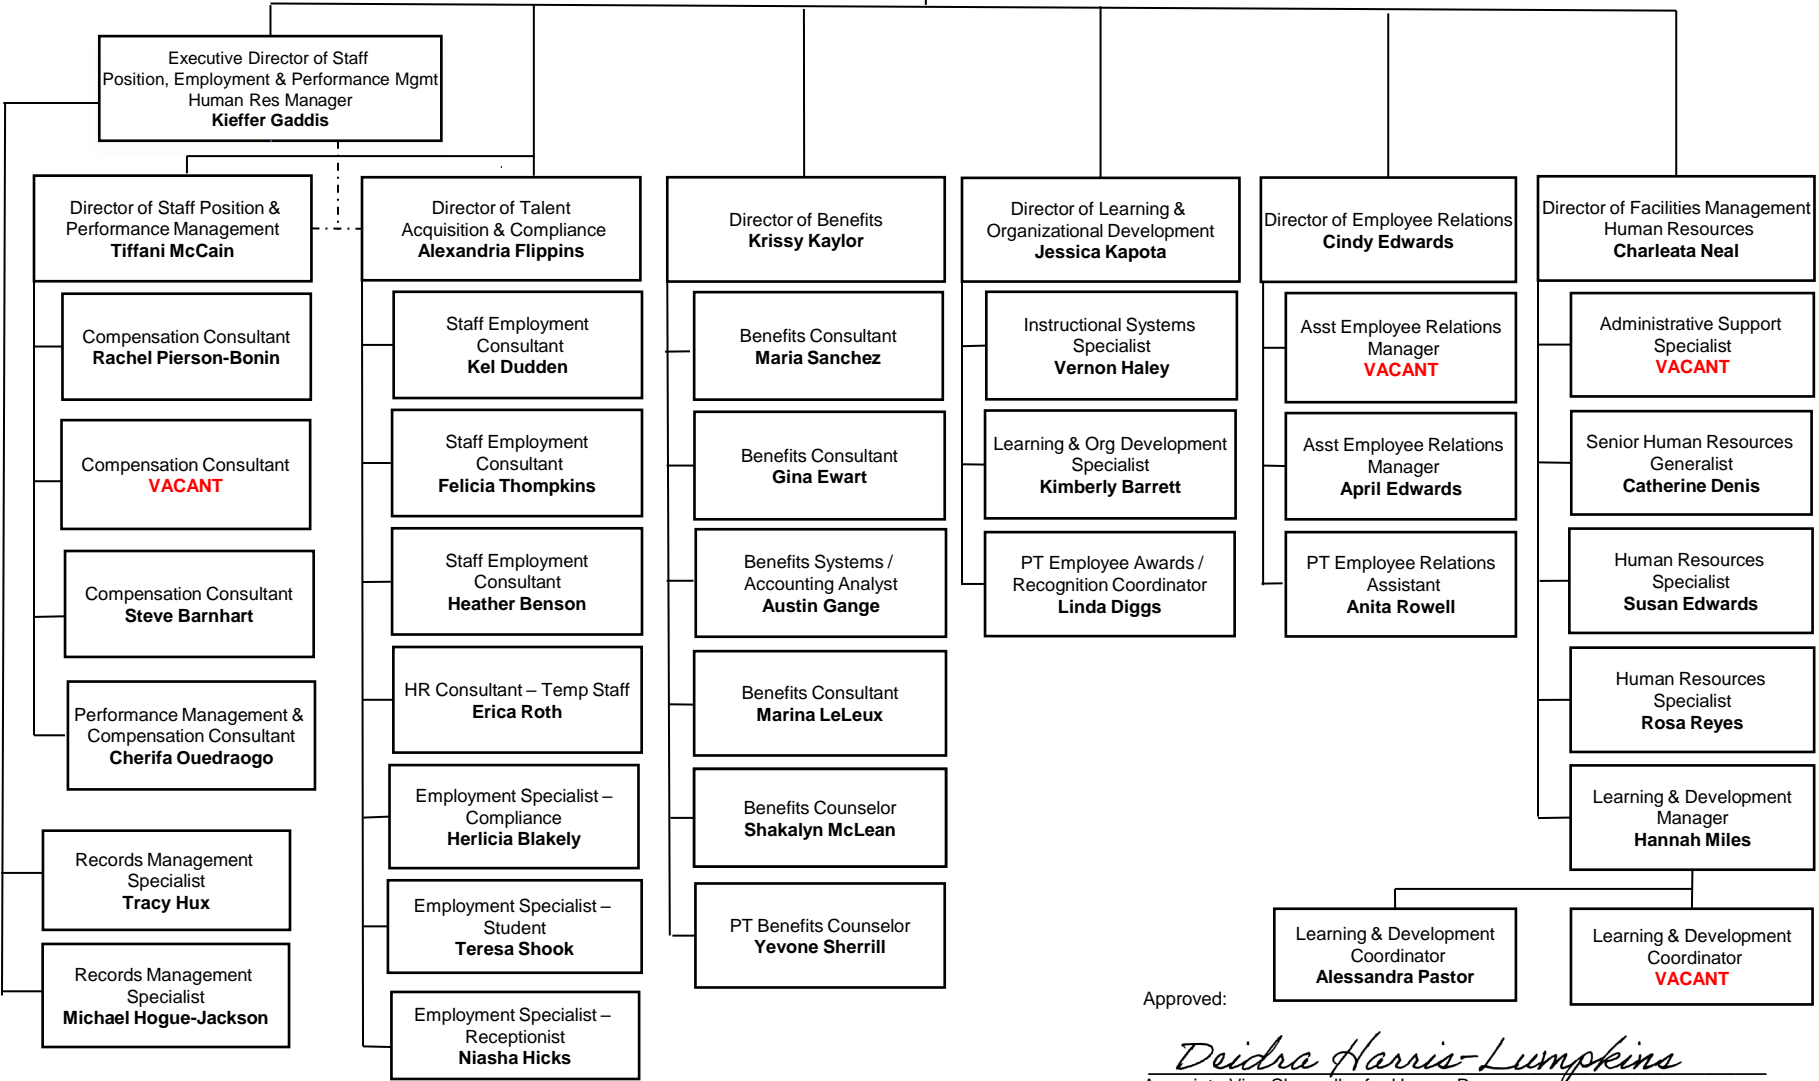 Executive Director of Staff
Position, Employment & Performance Mgmt
Human Res Manager
Kieffer Gaddis
Director of Staff Position &
Performance Management
Tiffani McCain
Director of Talent
Acquisition & Compliance
Alexandria Flippins
Director of Benefits
Krissy Kaylor
Director of Learning &
Organizational Development
Jessica Kapota
Director of Employee Relations
Cindy Edwards
Director of Facilities Management
Human Resources
Charleata Neal
Compensation Consultant
Rachel Pierson-Bonin
Compensation Consultant
VACANT
Compensation Consultant
Steve Barnhart
Performance Management &
Compensation Consultant
Cherifa Ouedraogo
Records Management
Specialist
Tracy Hux
Records Management
Specialist
Michael Hogue-Jackson
Staff Employment
Consultant
Kel Dudden
Staff Employment
Consultant
Felicia Thompkins
Staff Employment
Consultant
Heather Benson
HR Consultant – Temp Staff
Erica Roth
Employment Specialist –
Compliance
Herlicia Blakely
Employment Specialist –
Student
Teresa Shook
Employment Specialist –
Receptionist
Niasha Hicks
Benefits Consultant
Maria Sanchez
Benefits Consultant
Gina Ewart
Benefits Systems /
Accounting Analyst
Austin Gange
Benefits Consultant
Marina LeLeux
Benefits Counselor
Shakalyn McLean
PT Benefits Counselor
Yevone Sherrill
Instructional Systems
Specialist
Vernon Haley
Learning & Org Development
Specialist
Kimberly Barrett
PT Employee Awards /
Recognition Coordinator
Linda Diggs
Asst Employee Relations
Manager
VACANT
Asst Employee Relations
Manager
April Edwards
PT Employee Relations
Assistant
Anita Rowell
Administrative Support
Specialist
VACANT
Senior Human Resources
Generalist
Catherine Denis
Human Resources
Specialist
Susan Edwards
Human Resources
Specialist
Rosa Reyes
Learning & Development
Manager
Hannah Miles
Learning & Development
Coordinator
Alessandra Pastor
Learning & Development
Coordinator
VACANT
Approved:
Deidra Harris-Lumpkins